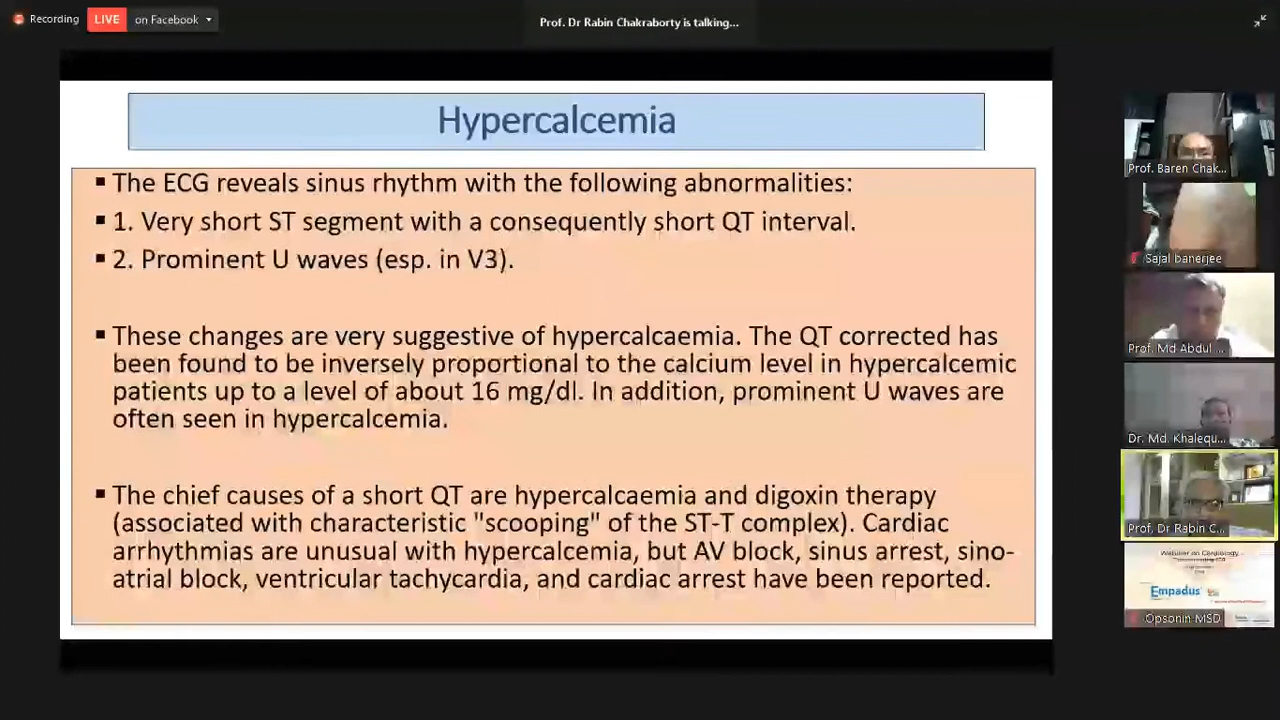 Recording
LIVE on Facebook
Prof. Dr Rabin Chakraborty is talking...
Hypercalcemia
▪ The ECG reveals sinus rhythm with the following abnormalities:
▪ 1. Very short ST segment with a consequently short QT interval.
▪ 2. Prominent U waves (esp. in V3).
▪ These changes are very suggestive of hypercalcaemia. The QT corrected has
been found to be inversely proportional to the calcium level in hypercalcemic
patients up to a level of about 16 mg/dl. In addition, prominent U waves are
often seen in hypercalcemia.
▪ The chief causes of a short QT are hypercalcaemia and digoxin therapy
(associated with characteristic "scooping" of the ST-T complex). Cardiac
arrhythmias are unusual with hypercalcemia, but AV block, sinus arrest, sino-
atrial block, ventricular tachycardia, and cardiac arrest have been reported.
Prof. Baren Chak...
Sajal banerjee
Prof. Md Abdul ...
Dr. Md. Khalequ...
Prof. Dr Rabin C...
Empadus
Opsonin MSD